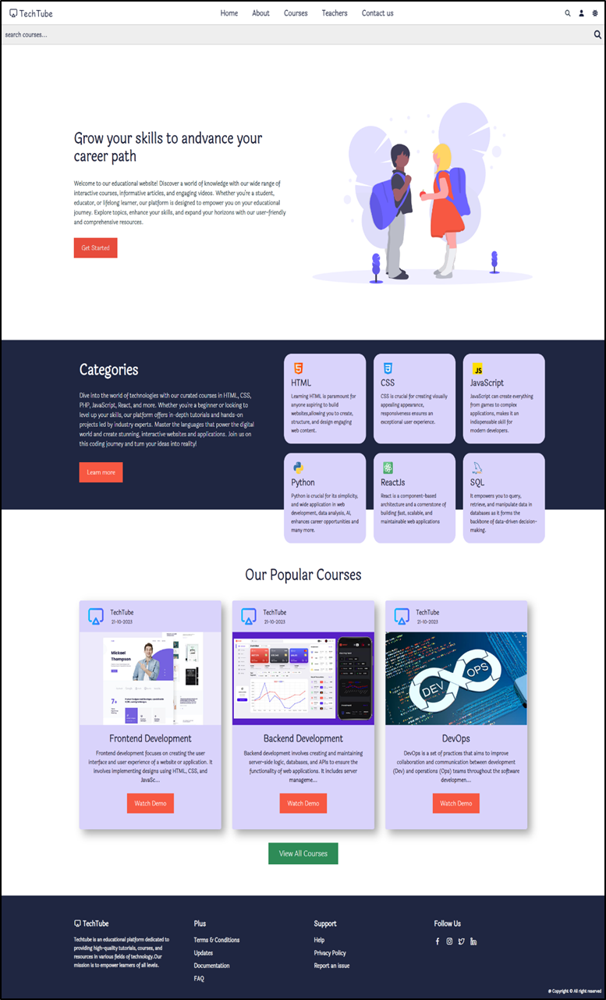 TechTube
Home About Courses Teachers Contact us
search courses...
Grow your skills to andvance your
career path
Welcome to our educational website! Discover a world of knowledge with our wide range of
interactive courses, informative articles, and engaging videos. Whether you're a student,
educator, or lifelong learner, our platform is designed to empower you on your educational
journey. Explore topics, enhance your skills, and expand your horizons with our user-friendly
and comprehensive resources.
Get Started
Categories
Dive into the world of technologies with our curated courses in HTML, CSS,
PHP, JavaScript, React, and more. Whether you're a beginner or looking to
level up your skills, our platform offers in-depth tutorials and hands-on
projects led by industry experts. Master the languages that power the digital
world and create stunning, interactive websites and applications. Join us on
this coding journey and turn your ideas into reality!
Learn more
HTML
Learning HTML is paramount for
anyone aspiring to build
websites,allowing you to create,
structure, and design engaging
web content.
CSS
CSS is crucial for creating visually
appealing appearance,
responsiveness ensures an
exceptional user experience.
JS
JavaScript
JavaScript can create everything
from games to complex
applications, makes it an
indispensable skill for
modern developers.
Python
Python is crucial for its simplicity,
and wide application in web
development, data analysis, AI,
enhances career opportunities and
many more.
ReactJs
React is a component-based
architecture and a cornerstone of
building fast, scalable, and
maintainable web applications
SQL
It empowers you to query,
retrieve, and manipulate data in
databases as it forms the
backbone of data-driven decision-
making.
Our Popular Courses
TechTube
21-10-2023
Mickael
Thompson
7+
Frontend Development
Frontend development focuses on creating the user
interface and user experience of a website or application. It
involves implementing designs using HTML, CSS, and
JavaSc...
Watch Demo
TechTube
21-10-2023
Backend Development
Backend development involves creating and maintaining
server-side logic, databases, and APIs to ensure the
functionality of web applications. It includes server
manageme...
Watch Demo
TechTube
21-10-2023
DEV OPS
DevOps
DevOps is a set of practices that aims to improve
collaboration and communication between development
(Dev) and operations (Ops) teams throughout the software
developmen...
Watch Demo
View All Courses
TechTube
Techtube is an educational platform dedicated to
providing high-quality tutorials, courses, and
resources in various fields of technology.Our
mission is to empower learners of all levels.
Plus
Terms & Conditions
Updates
Documentation
FAQ
Support
Help
Privacy Policy
Report an issue
Follow Us
@ Copyright © All right reserved